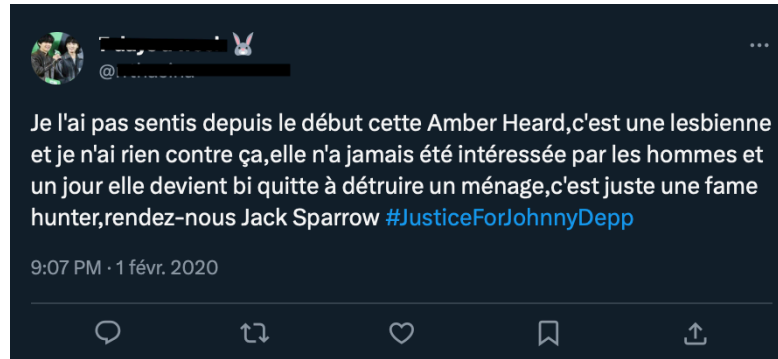 Je l'ai pas sentis depuis le début cette Amber Heard,c'est une lesbienne
et je n'ai rien contre ça,elle n'a jamais été intéressée par les hommes et
un jour elle devient bi quitte à détruire un ménage,c'est juste une fame
hunter,rendez-nous Jack Sparrow #JusticeForJohnnyDepp
9:07 PM · 1 févr. 2020